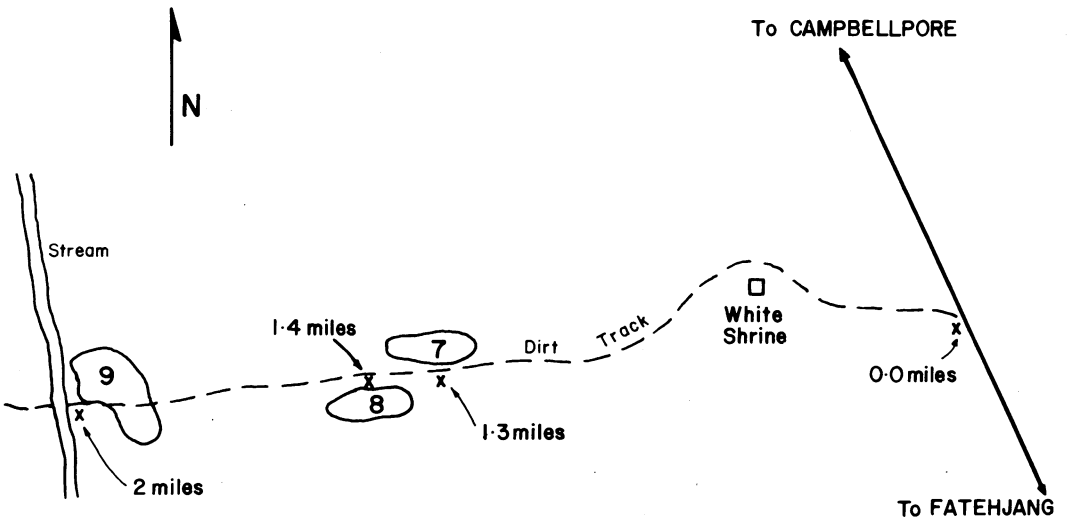 To CAMPBELLPORE
N
Stream
White
Shrine
1·4 miles
7
Dirt
Track
9
0·0 miles
8
1·3 miles
2 miles
To FATEHJANG